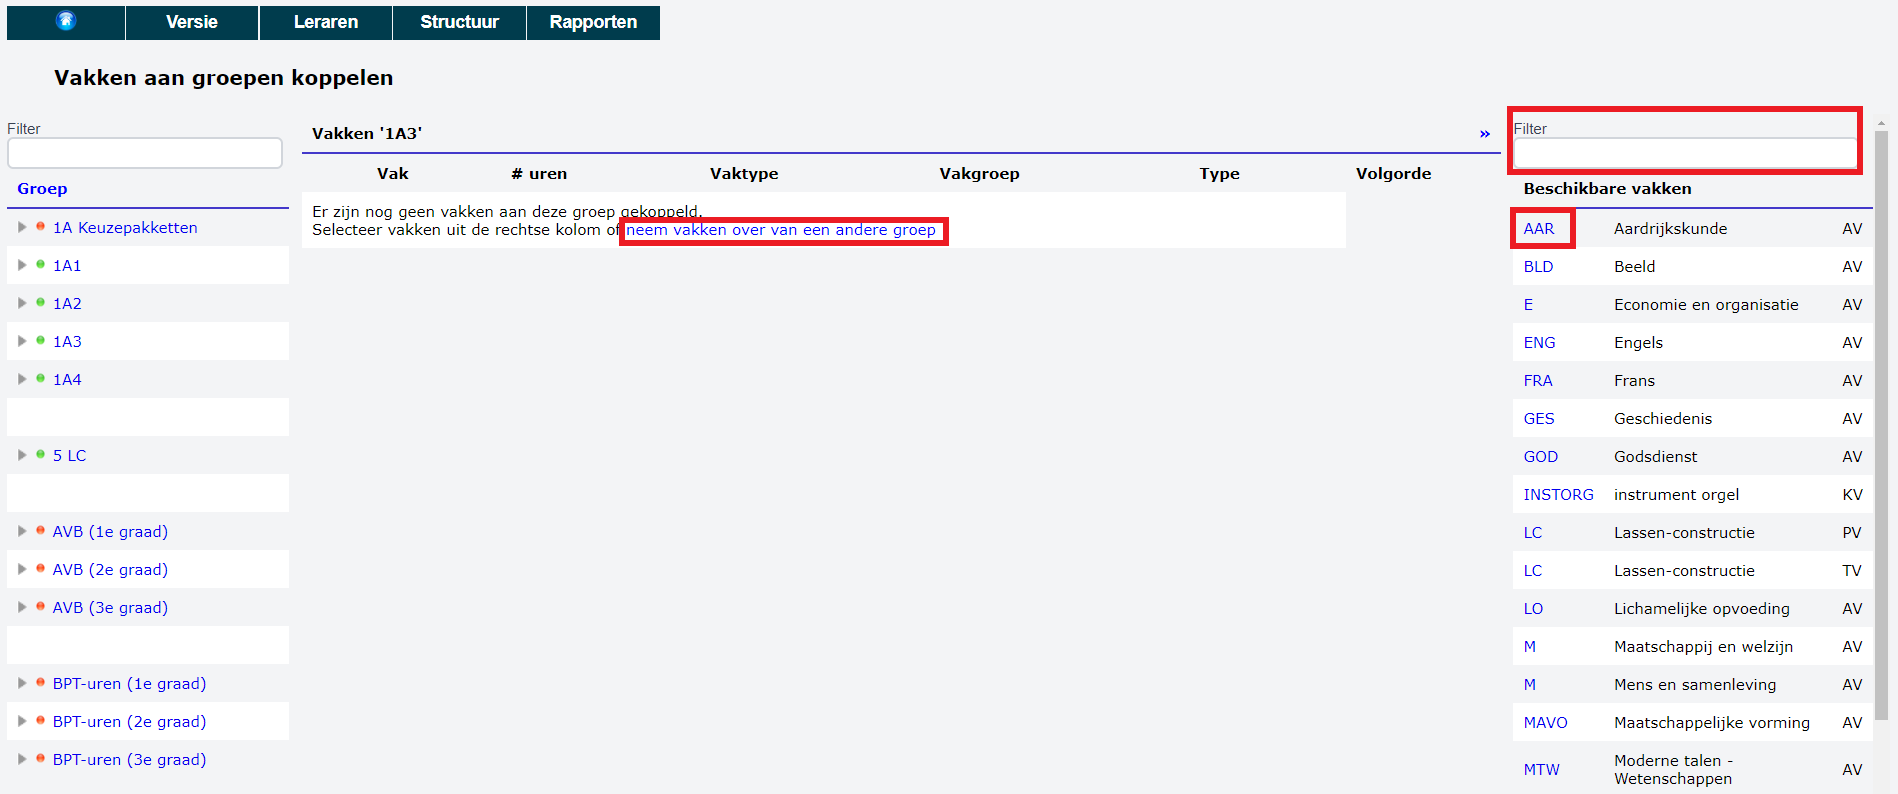 Versie Leraren Structuur Rapporten
Vakken aan groepen koppelen
Filter
Groep
1A Keuzepakketten
1A1
1A2
1A3
1A4
5 LC
AVB (1e graad)
AVB (2e graad)
AVB (3e graad)
BPT-uren (1e graad)
BPT-uren (2e graad)
BPT-uren (3e graad)
Vakken '1A3' »
Vak # uren Vaktype Vakgroep Type Volgorde
Er zijn nog geen vakken aan deze groep gekoppeld.
Selecteer vakken uit de rechtse kolom of neem vakken over van een andere groep
Filter
Beschikbare vakken
AAR Aardrijkskunde AV
BLD Beeld AV
E Economie en organisatie AV
ENG Engels AV
FRA Frans AV
GES Geschiedenis AV
GOD Godsdienst AV
INSTORG instrument orgel KV
LC Lassen-constructie PV
LC Lassen-constructie TV
LO Lichamelijke opvoeding AV
M Maatschappij en welzijn AV
M Mens en samenleving AV
MAVO Maatschappelijke vorming AV
MTW Moderne talen - AV
Wetenschappen